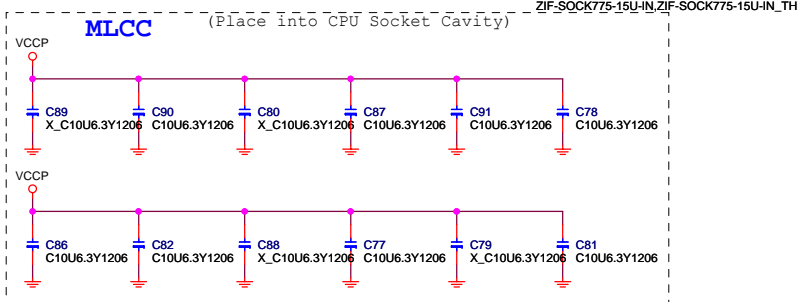 ZIF-SOCK775-15U-IN,ZIF-SOCK775-15U-IN_TH
MLCC (Place into CPU Socket Cavity)
VCCP
C89 C90 C80 C87 C91 C78
X_C10U6.3Y1206 C10U6.3Y1206 X_C10U6.3Y1206 C10U6.3Y1206 C10U6.3Y1206 C10U6.3Y1206
VCCP
C86 C82 C88 C77 C79 C81
C10U6.3Y1206 C10U6.3Y1206 X_C10U6.3Y1206 C10U6.3Y1206 X_C10U6.3Y1206 C10U6.3Y1206